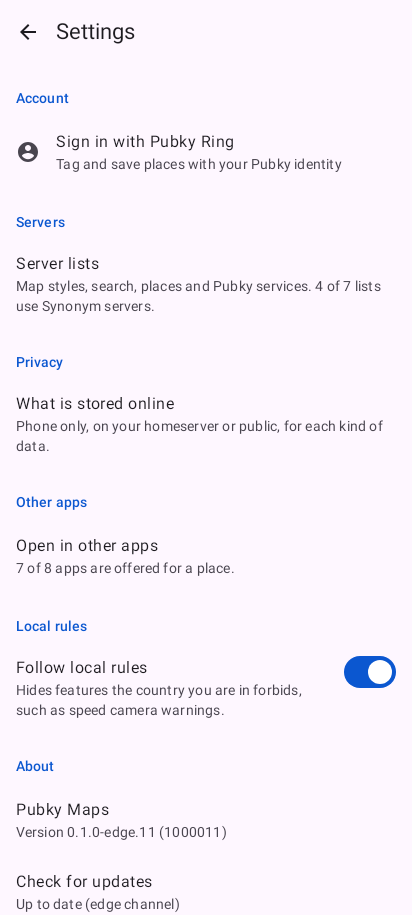 Settings
Account
Sign in with Pubky Ring
Tag and save places with your Pubky identity
Servers
Server lists
Map styles, search, places and Pubky services. 4 of 7 lists
use Synonym servers.
Privacy
What is stored online
Phone only, on your homeserver or public, for each kind of
data.
Other apps
Open in other apps
7 of 8 apps are offered for a place.
Local rules
Follow local rules
Hides features the country you are in forbids,
such as speed camera warnings.
About
Pubky Maps
Version 0.1.0-edge.11 (1000011)
Check for updates
Up to date (edge channel)